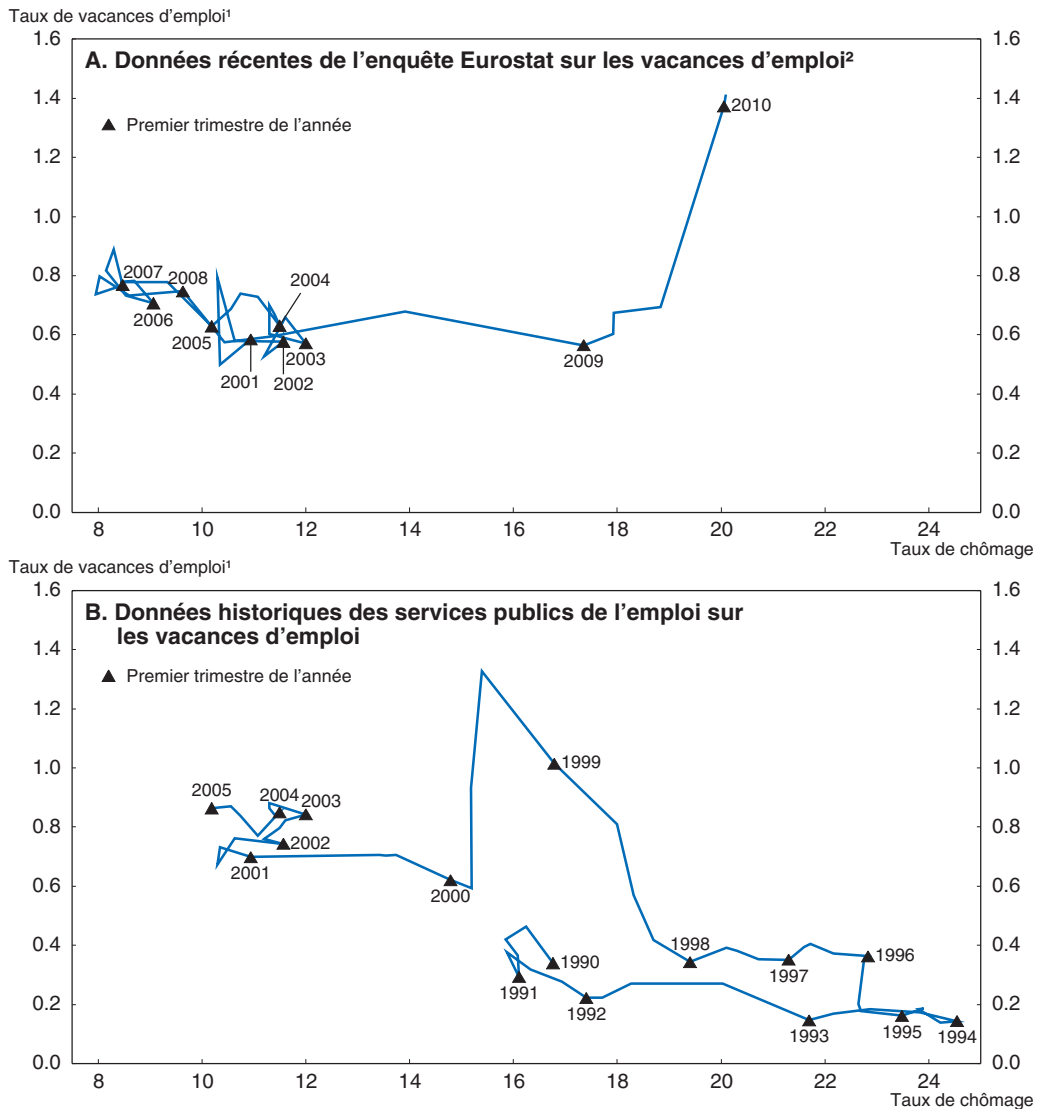 Taux de vacances d'emploi¹
1.6 1.6
A. Données récentes de l'enquête Eurostat sur les vacances d'emploi²
1.4 1.4
2010
▲ Premier trimestre de l'année
1.2 1.2
1.0 1.0
0.8 0.8
2007 2008 2004
2006
0.6 0.6
2005 2003 2009
2001 2002
0.4 0.4
0.2 0.2
0.0 0.0
8 10 12 14 16 18 20 22 24
Taux de chômage
Taux de vacances d'emploi¹
1.6 1.6
B. Données historiques des services publics de l'emploi sur
les vacances d'emploi
1.4 1.4
▲ Premier trimestre de l'année
1.2 1.2
1.0 1.0
1999
2005 2004 2003
0.8 0.8
2002
2001
0.6 0.6
2000
0.4 0.4
1998 1996
1990 1997
1991
0.2 0.2
1992 1993 1995 1994
0.0 0.0
8 10 12 14 16 18 20 22 24
Taux de chômage